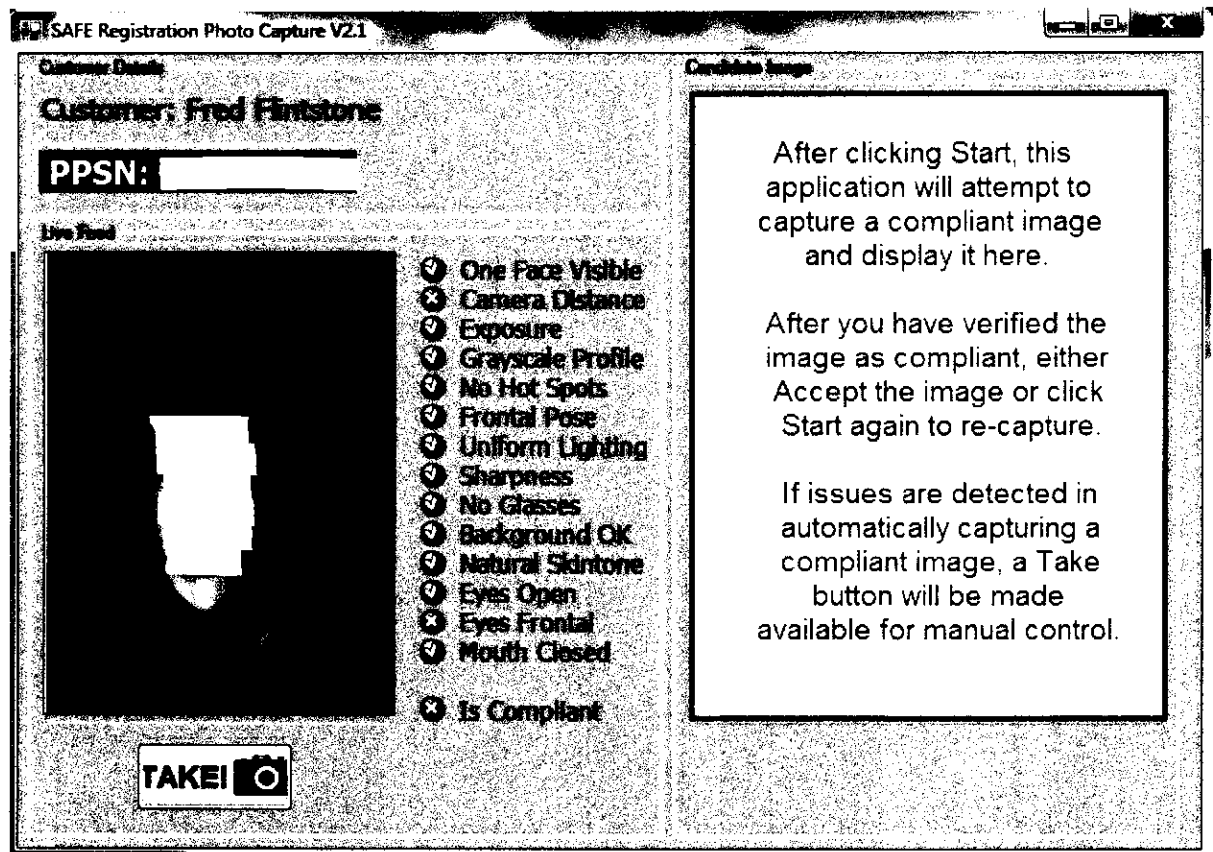 SAFE Registration Photo Capture V2.1
Customer Details
Customer: Fred Flintstone
PPSN:
Live Feed
One Face Visible
Camera Distance
Exposure
Grayscale Profile
No Hot Spots
Frontal Pose
Uniform Lighting
Sharpness
No Glasses
Background OK
Natural Skintone
Eyes Open
Eyes Frontal
Mouth Closed
Is Compliant
TAKE!
Candidate Image
After clicking Start, this
application will attempt to
capture a compliant image
and display it here.
After you have verified the
image as compliant, either
Accept the image or click
Start again to re-capture.
If issues are detected in
automatically capturing a
compliant image, a Take
button will be made
available for manual control.